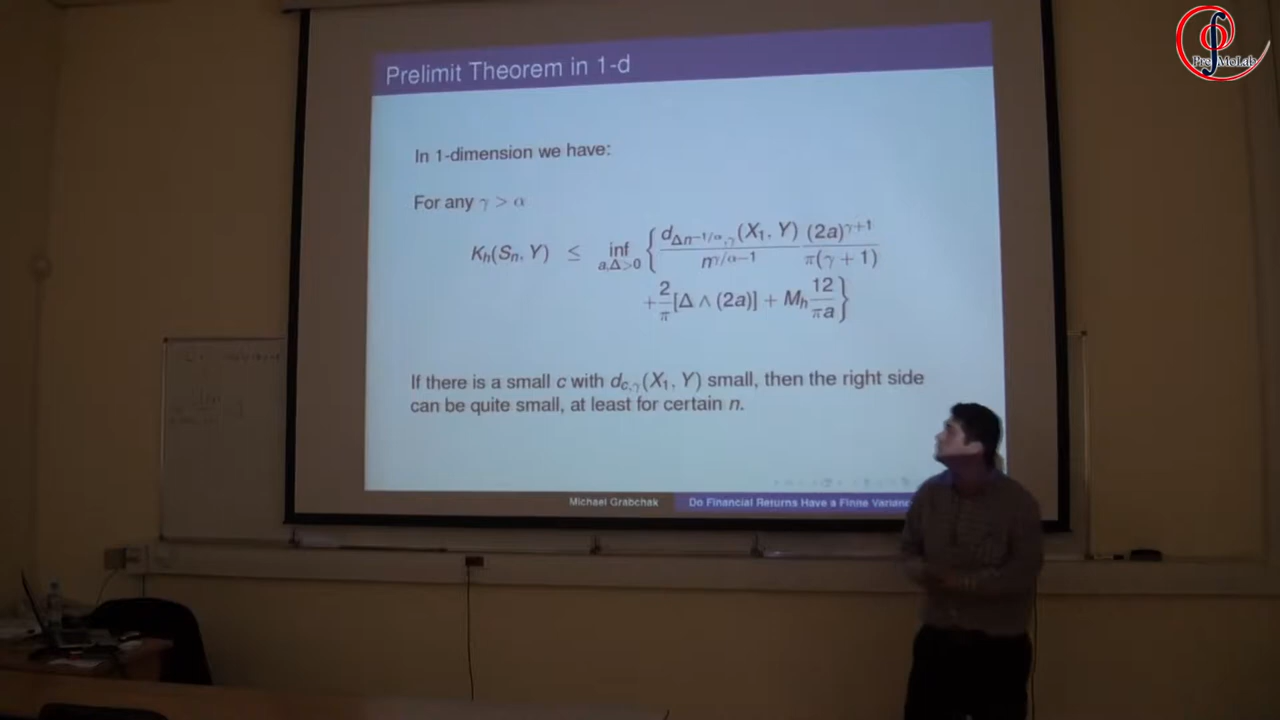 PreMoLab
Prelimit Theorem in 1-d
In 1-dimension we have:
For any γ > α
K_h(S_n, Y) ≤ inf_{a,Δ>0} { d_{Δn^{-1/α},γ}(X_1, Y) / n^{γ/α-1} (2a)^{γ+1} / π(γ + 1)
+ 2/π [Δ ∧ (2a)] + M_h 12/πa }
If there is a small c with d_{c,γ}(X_1, Y) small, then the right side
can be quite small, at least for certain n.
Michael Grabchak Do Financial Returns Have a Finite Variance